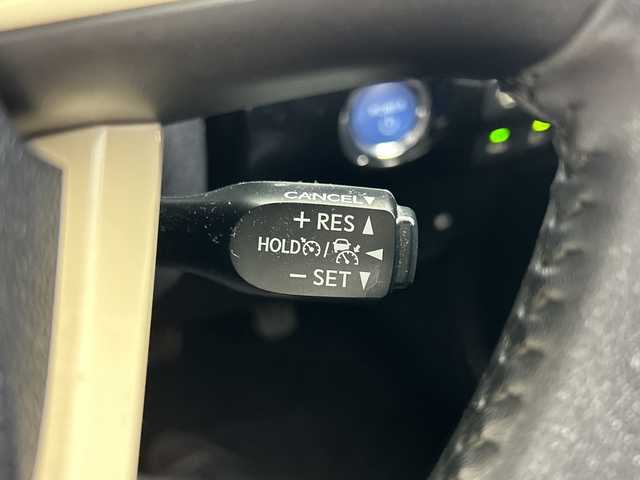 CANCEL▼
+ RES ▲
HOLD / ◀
− SET ▼